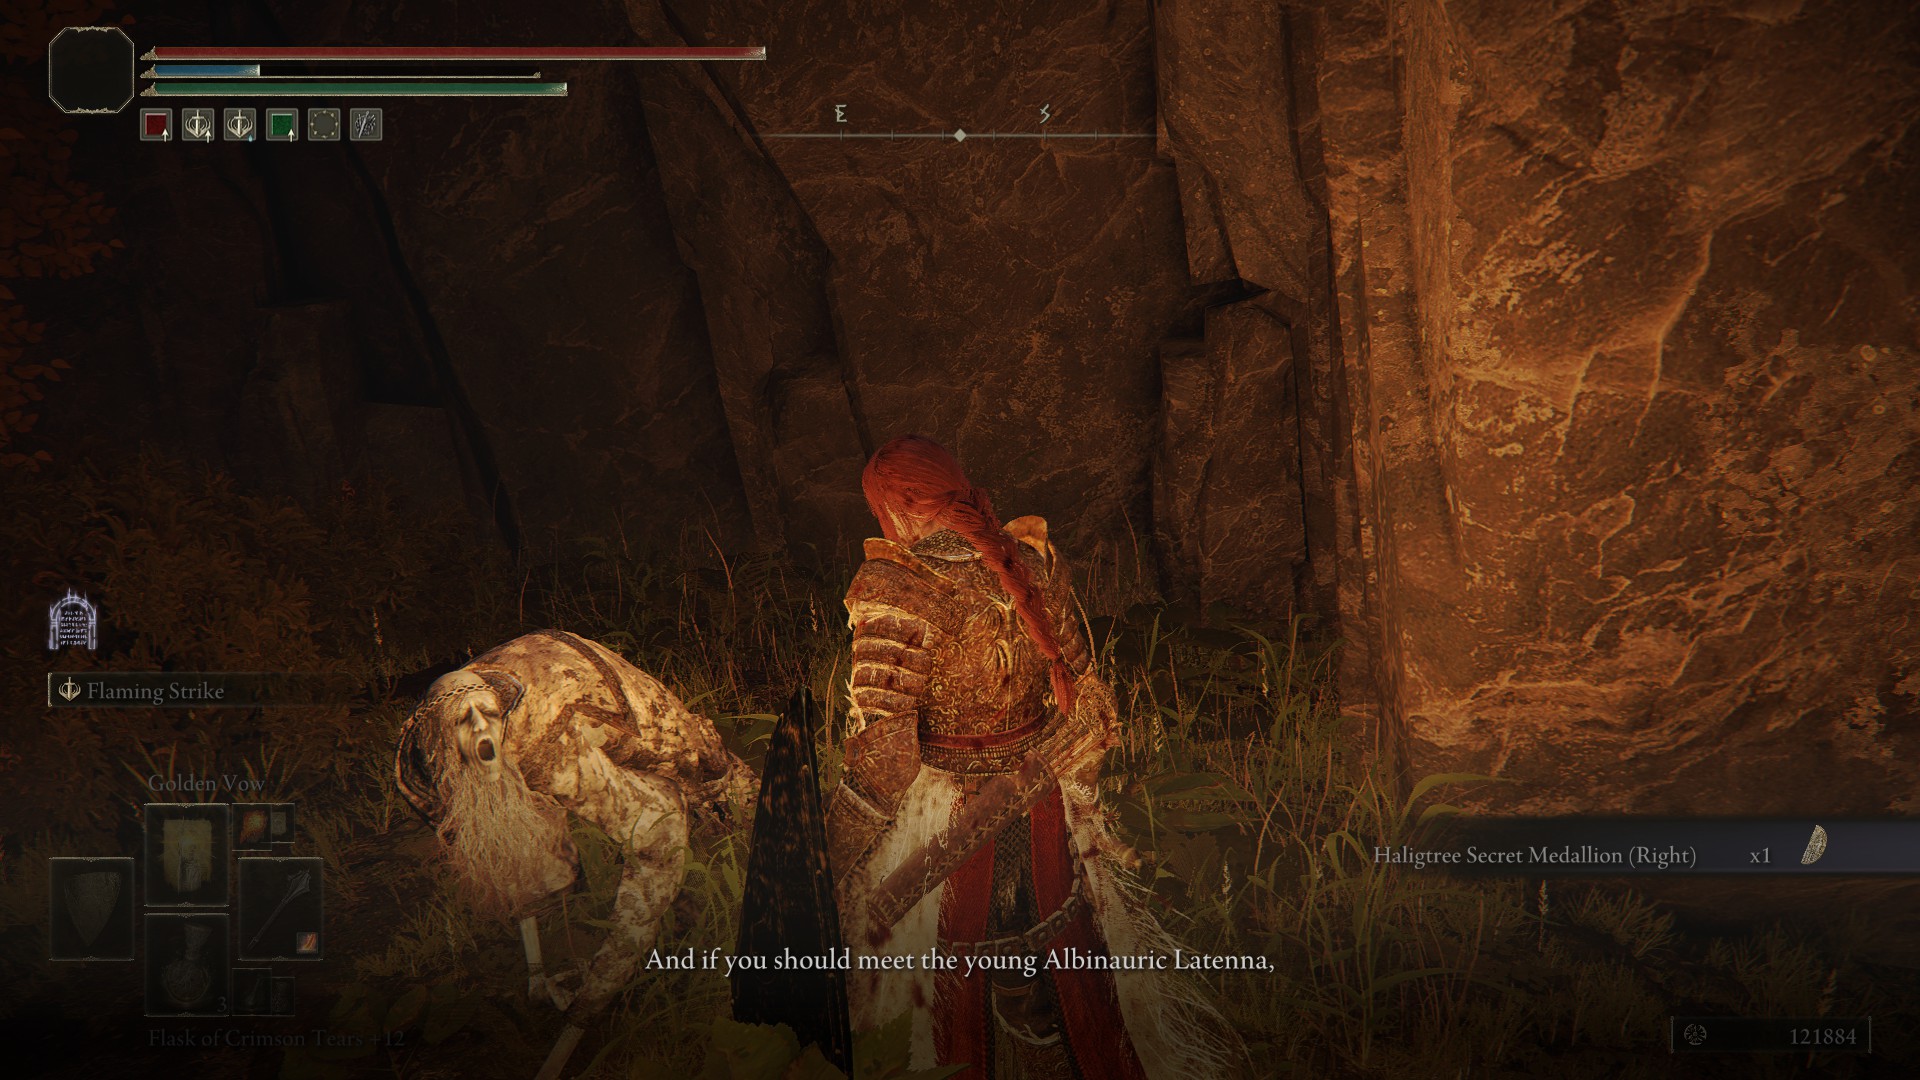 E
S
Flaming Strike
Golden Vow
Haligtree Secret Medallion (Right) x1
And if you should meet the young Albinauric Latenna,
3
Flask of Crimson Tears +12
121884